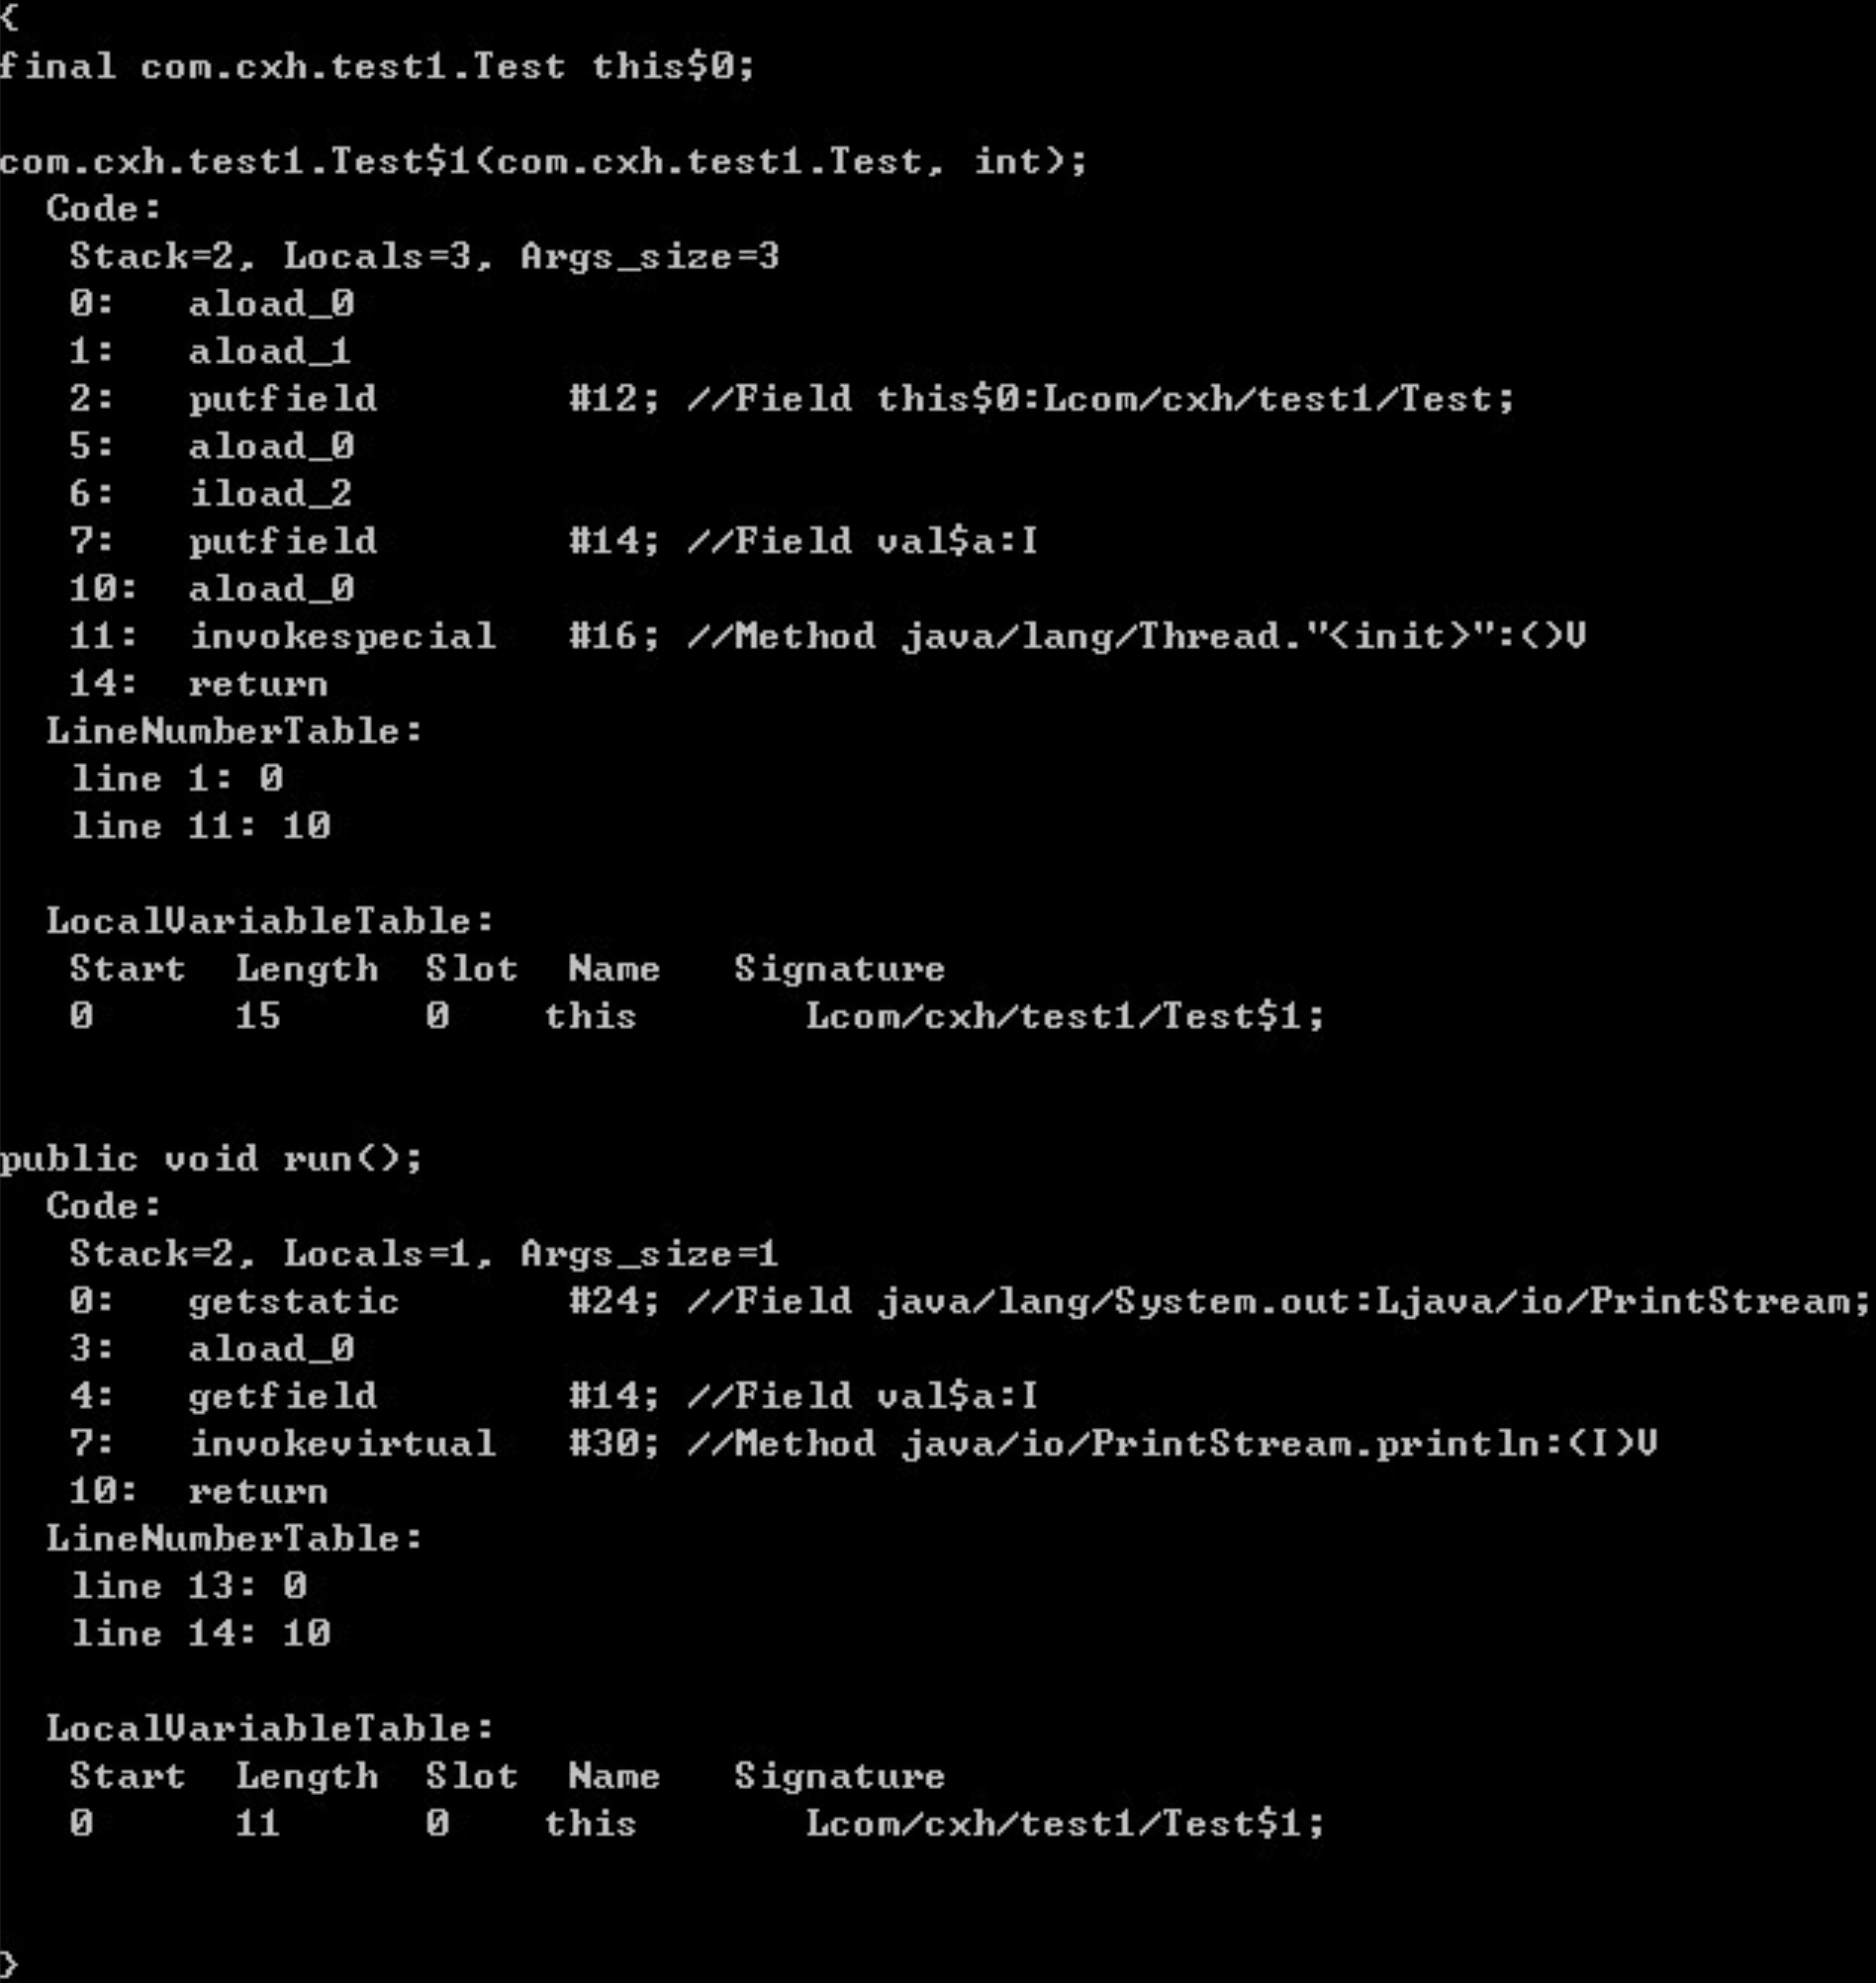 {
final com.cxh.test1.Test this$0;
com.cxh.test1.Test$1(com.cxh.test1.Test, int);
Code:
Stack=2, Locals=3, Args_size=3
0: aload_0
1: aload_1
2: putfield #12; //Field this$0:Lcom/cxh/test1/Test;
5: aload_0
6: iload_2
7: putfield #14; //Field val$a:I
10: aload_0
11: invokespecial #16; //Method java/lang/Thread."<init>":()V
14: return
LineNumberTable:
line 1: 0
line 11: 10
LocalVariableTable:
Start Length Slot Name Signature
0 15 0 this Lcom/cxh/test1/Test$1;
public void run();
Code:
Stack=2, Locals=1, Args_size=1
0: getstatic #24; //Field java/lang/System.out:Ljava/io/PrintStream;
3: aload_0
4: getfield #14; //Field val$a:I
7: invokevirtual #30; //Method java/io/PrintStream.println:(I)V
10: return
LineNumberTable:
line 13: 0
line 14: 10
LocalVariableTable:
Start Length Slot Name Signature
0 11 0 this Lcom/cxh/test1/Test$1;
}